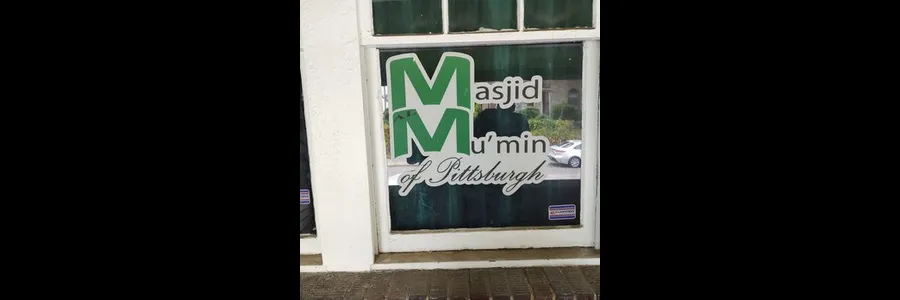 Masjid
Mu'min
of Pittsburgh